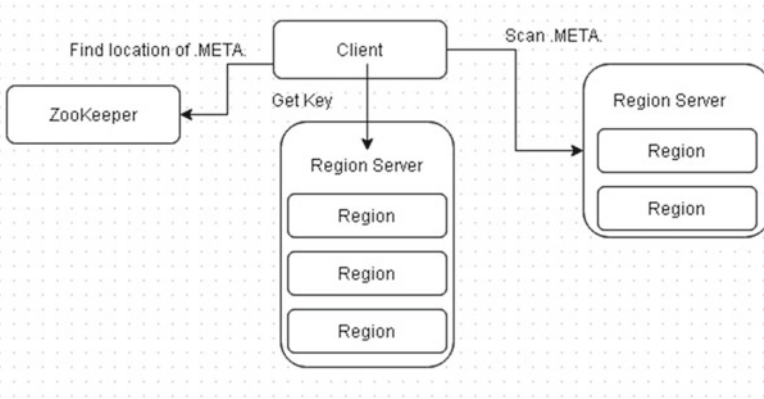 Client
Find location of .META.
Scan .META.
ZooKeeper
Get Key
Region Server
Region
Region
Region
Region Server
Region
Region